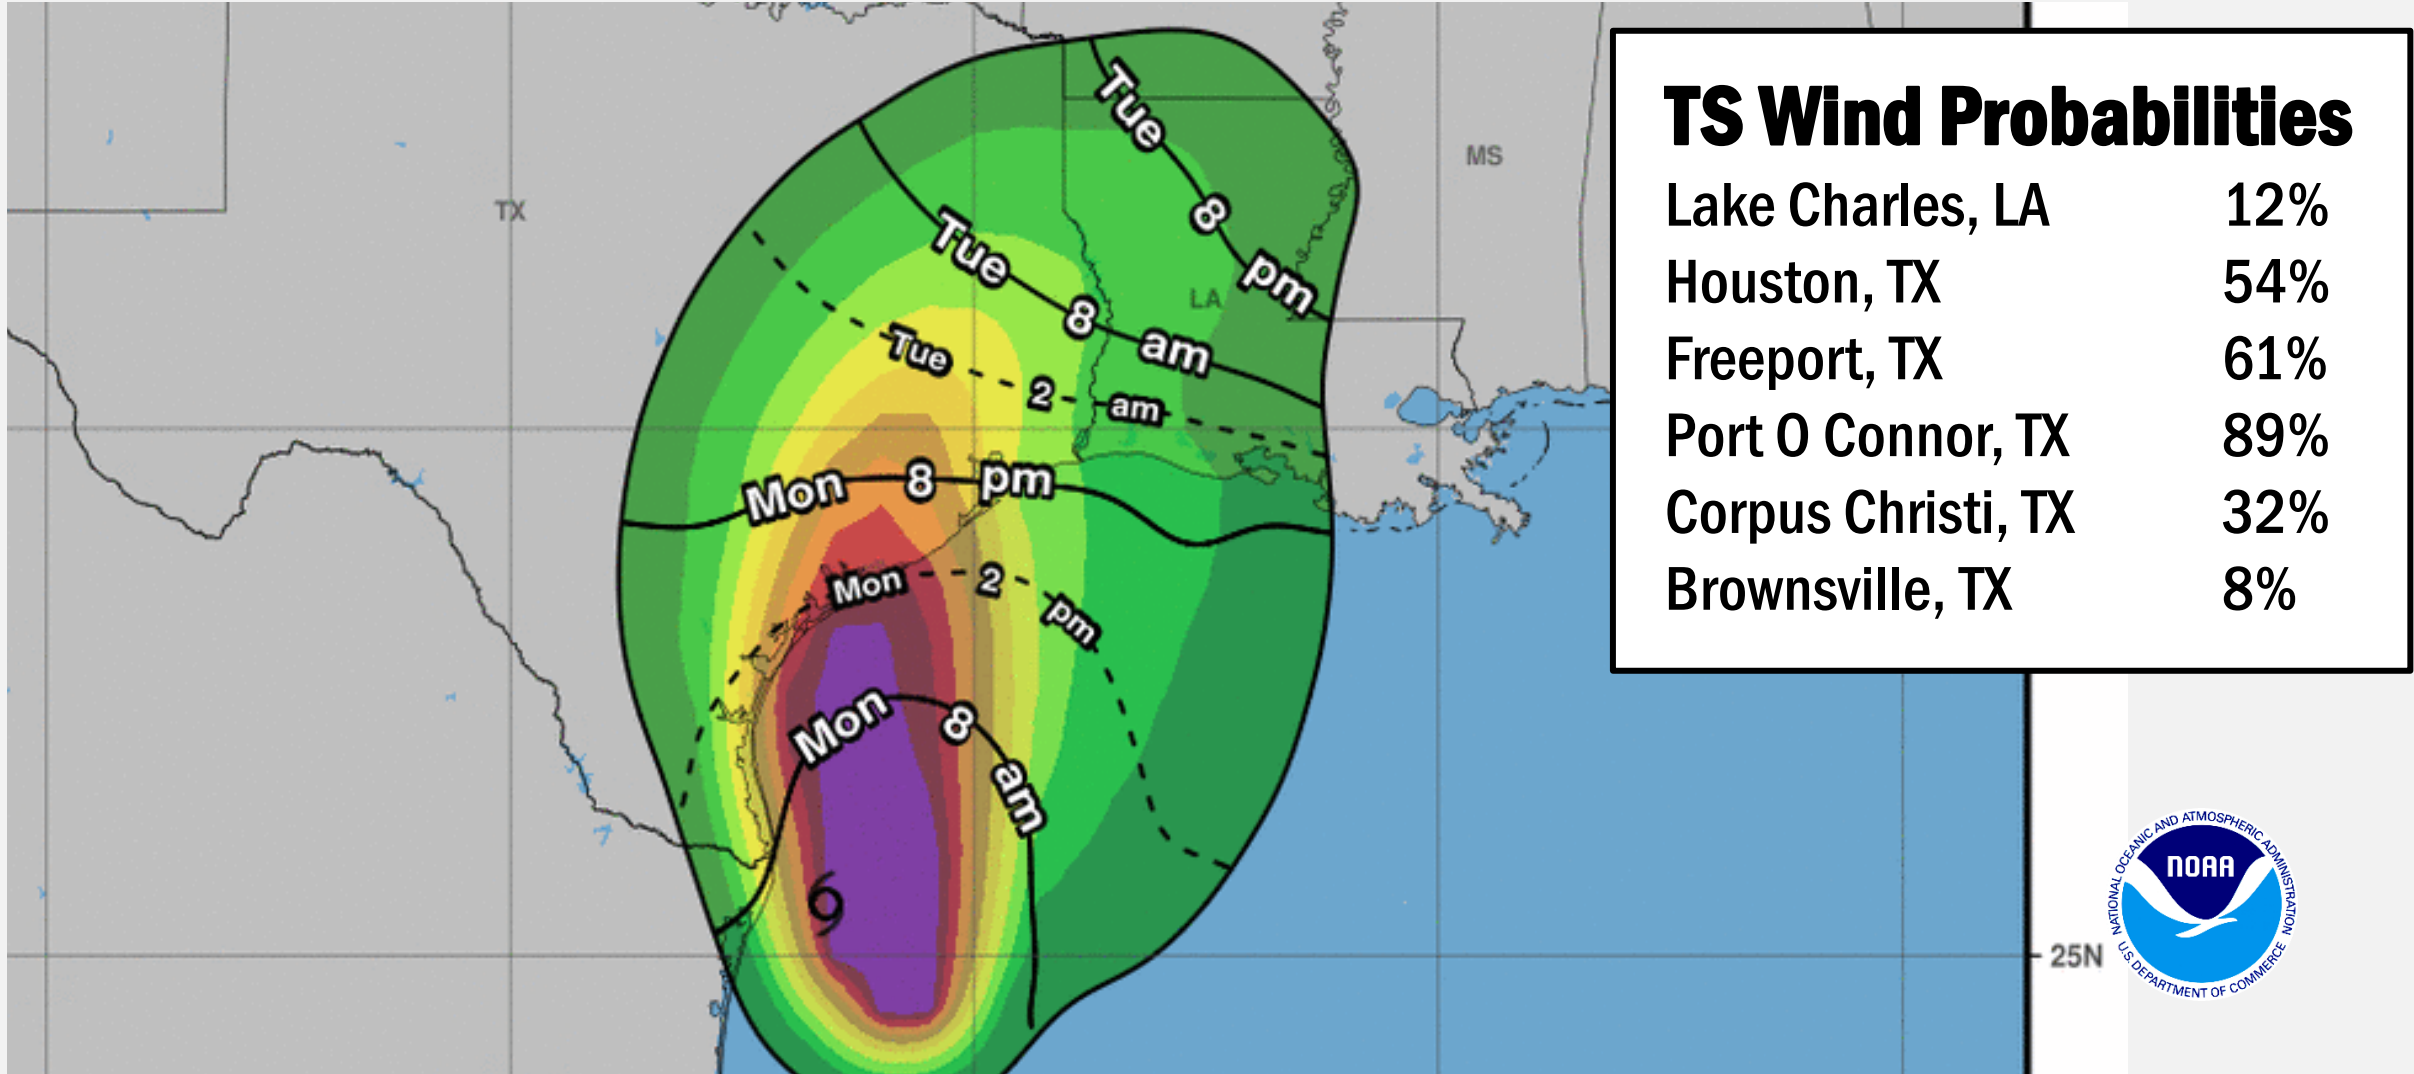 TX
MS
LA
Tue 8 pm
Tue 8 am
Tue 2 am
Mon 8 pm
Mon 2 pm
Mon 8 am
TS Wind Probabilities
Lake Charles, LA 12%
Houston, TX 54%
Freeport, TX 61%
Port O Connor, TX 89%
Corpus Christi, TX 32%
Brownsville, TX 8%
25N
NATIONAL OCEANIC AND ATMOSPHERIC ADMINISTRATION
NOAA
U.S. DEPARTMENT OF COMMERCE